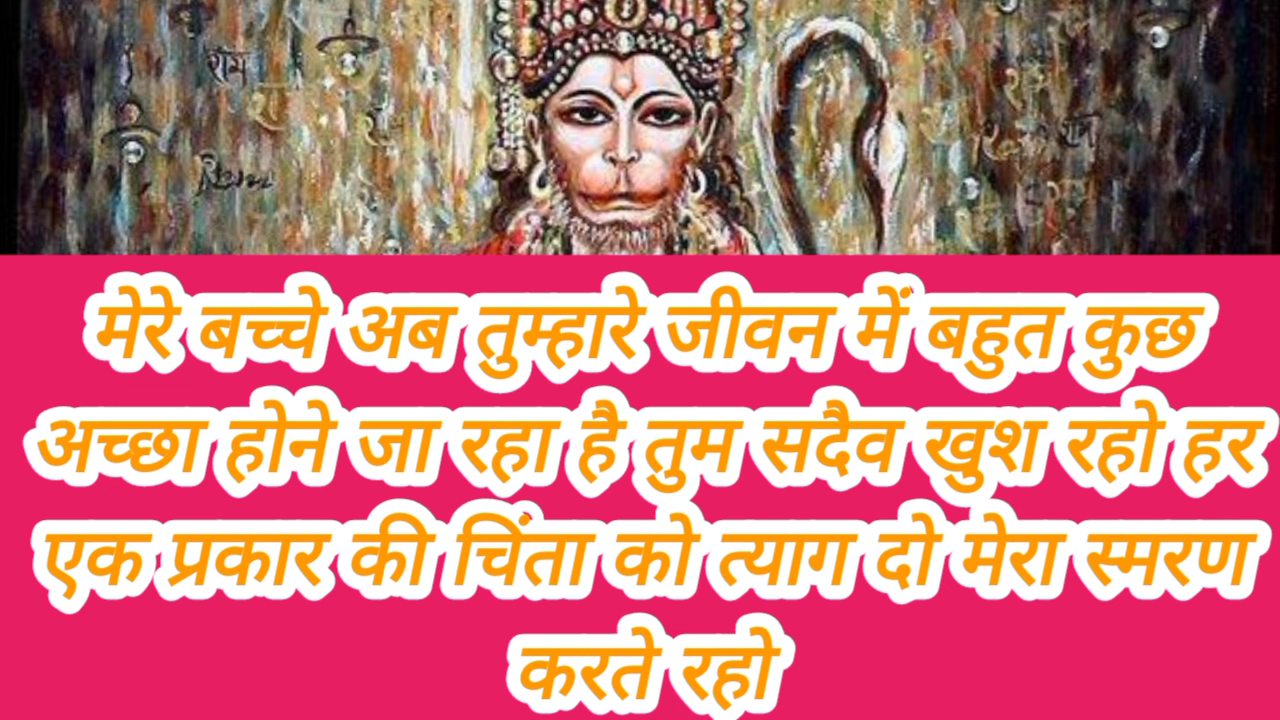 राम
राम
मेरे बच्चे अब तुम्हारे जीवन में बहुत कुछ
अच्छा होने जा रहा है तुम सदैव खुश रहो हर
एक प्रकार की चिंता को त्याग दो मेरा स्मरण
करते रहो